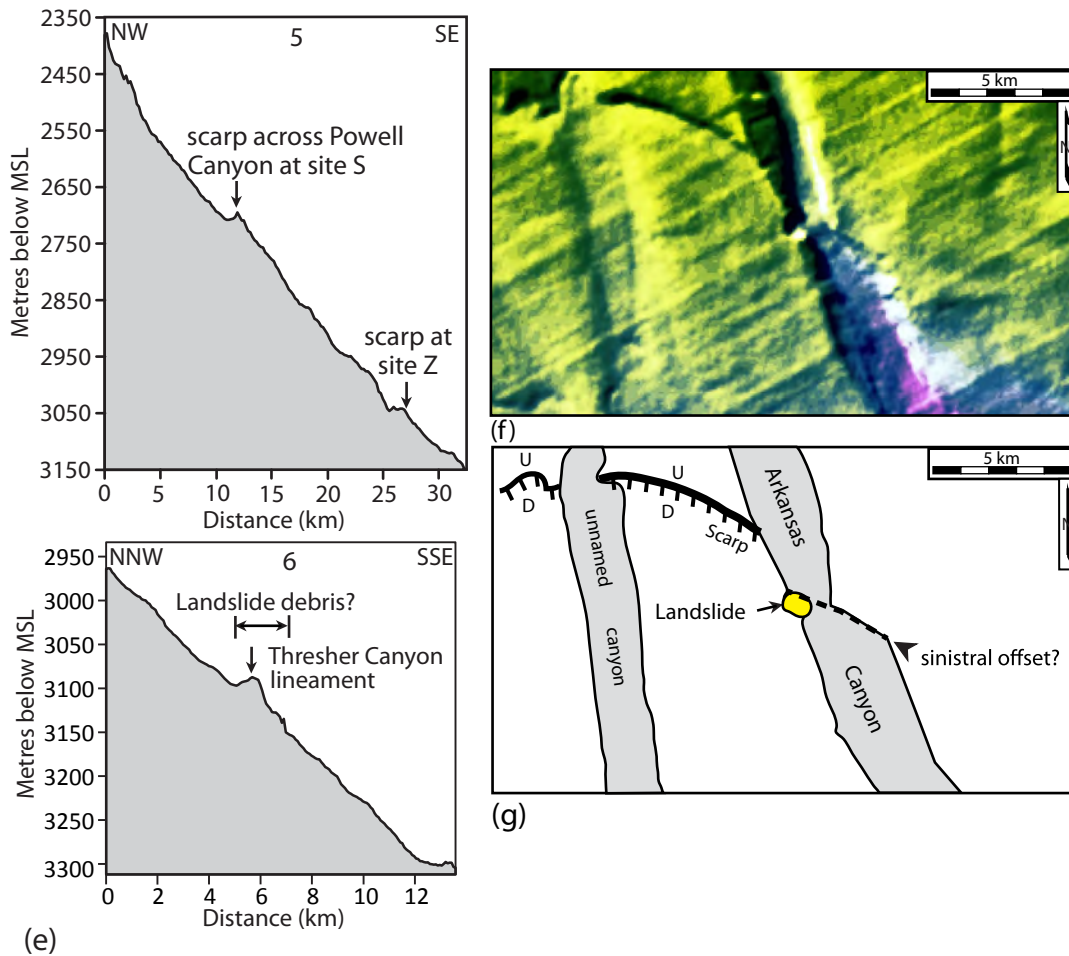 2350
NW
5
SE
2450
scarp across Powell
Canyon at site S
2550
2650
2750
2850
2950
3050
3150
Metres below MSL
scarp at
site Z
0
5
10
15
20
25
30
Distance (km)
2950
NNW
6
SSE
3000
3050
3100
3150
3200
3250
3300
Metres below MSL
Landslide debris?
Thresher Canyon
lineament
0
2
4
6
8
10
12
Distance (km)
(e)
5 km
N
(f)
5 km
N
U
D
U
D
Scarp
unnamed
canyon
Arkansas
Canyon
Landslide
sinistral offset?
(g)